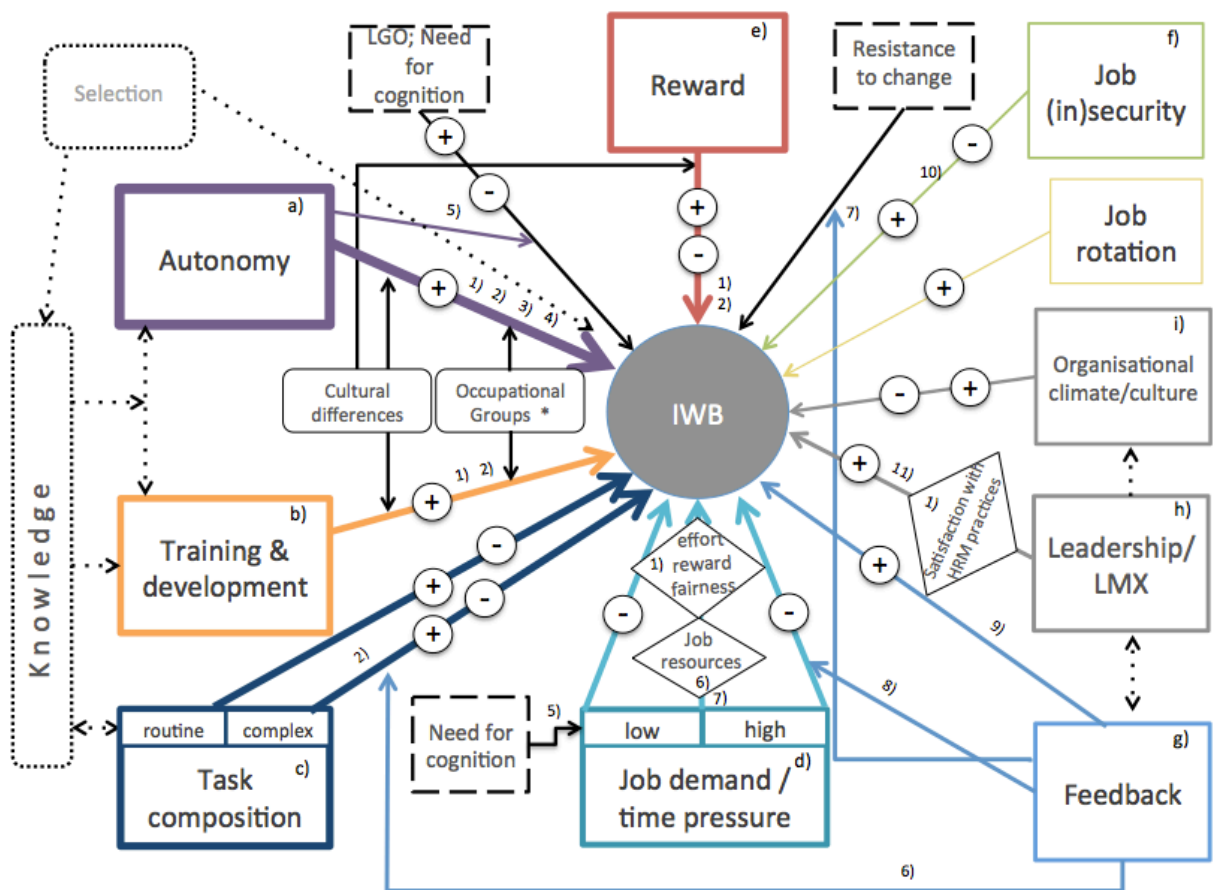 Selection
LGO; Need
for
cognition
e)
Reward
Resistance
to change
f)
Job
(in)security
+
-
5)
+
-
1)
2)
7)
10)
-
+
a)
Autonomy
+
1)
2)
3)
4)
Job
rotation
+
i)
Organisational
climate/culture
-
+
Cultural
differences
Occupational
Groups *
IWB
Knowledge
b)
Training &
development
+
1)
2)
+
11)
1)
Satisfaction with
HRM practices
h)
Leadership/
LMX
-
+
-
+
2)
1)
effort
reward
fairness
-
-
Job
resources
6)
7)
+
9)
8)
routine
complex
c)
Task
composition
Need for
cognition
5)
low
high
d)
Job demand /
time pressure
g)
Feedback
6)